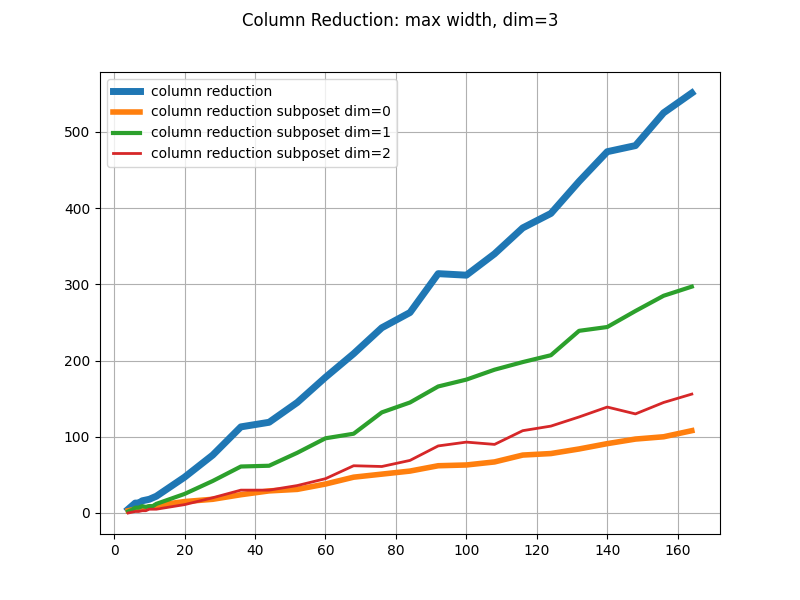 Column Reduction: max width, dim=3
column reduction
column reduction subposet dim=0
column reduction subposet dim=1
column reduction subposet dim=2
500
400
300
200
100
0
0 20 40 60 80 100 120 140 160